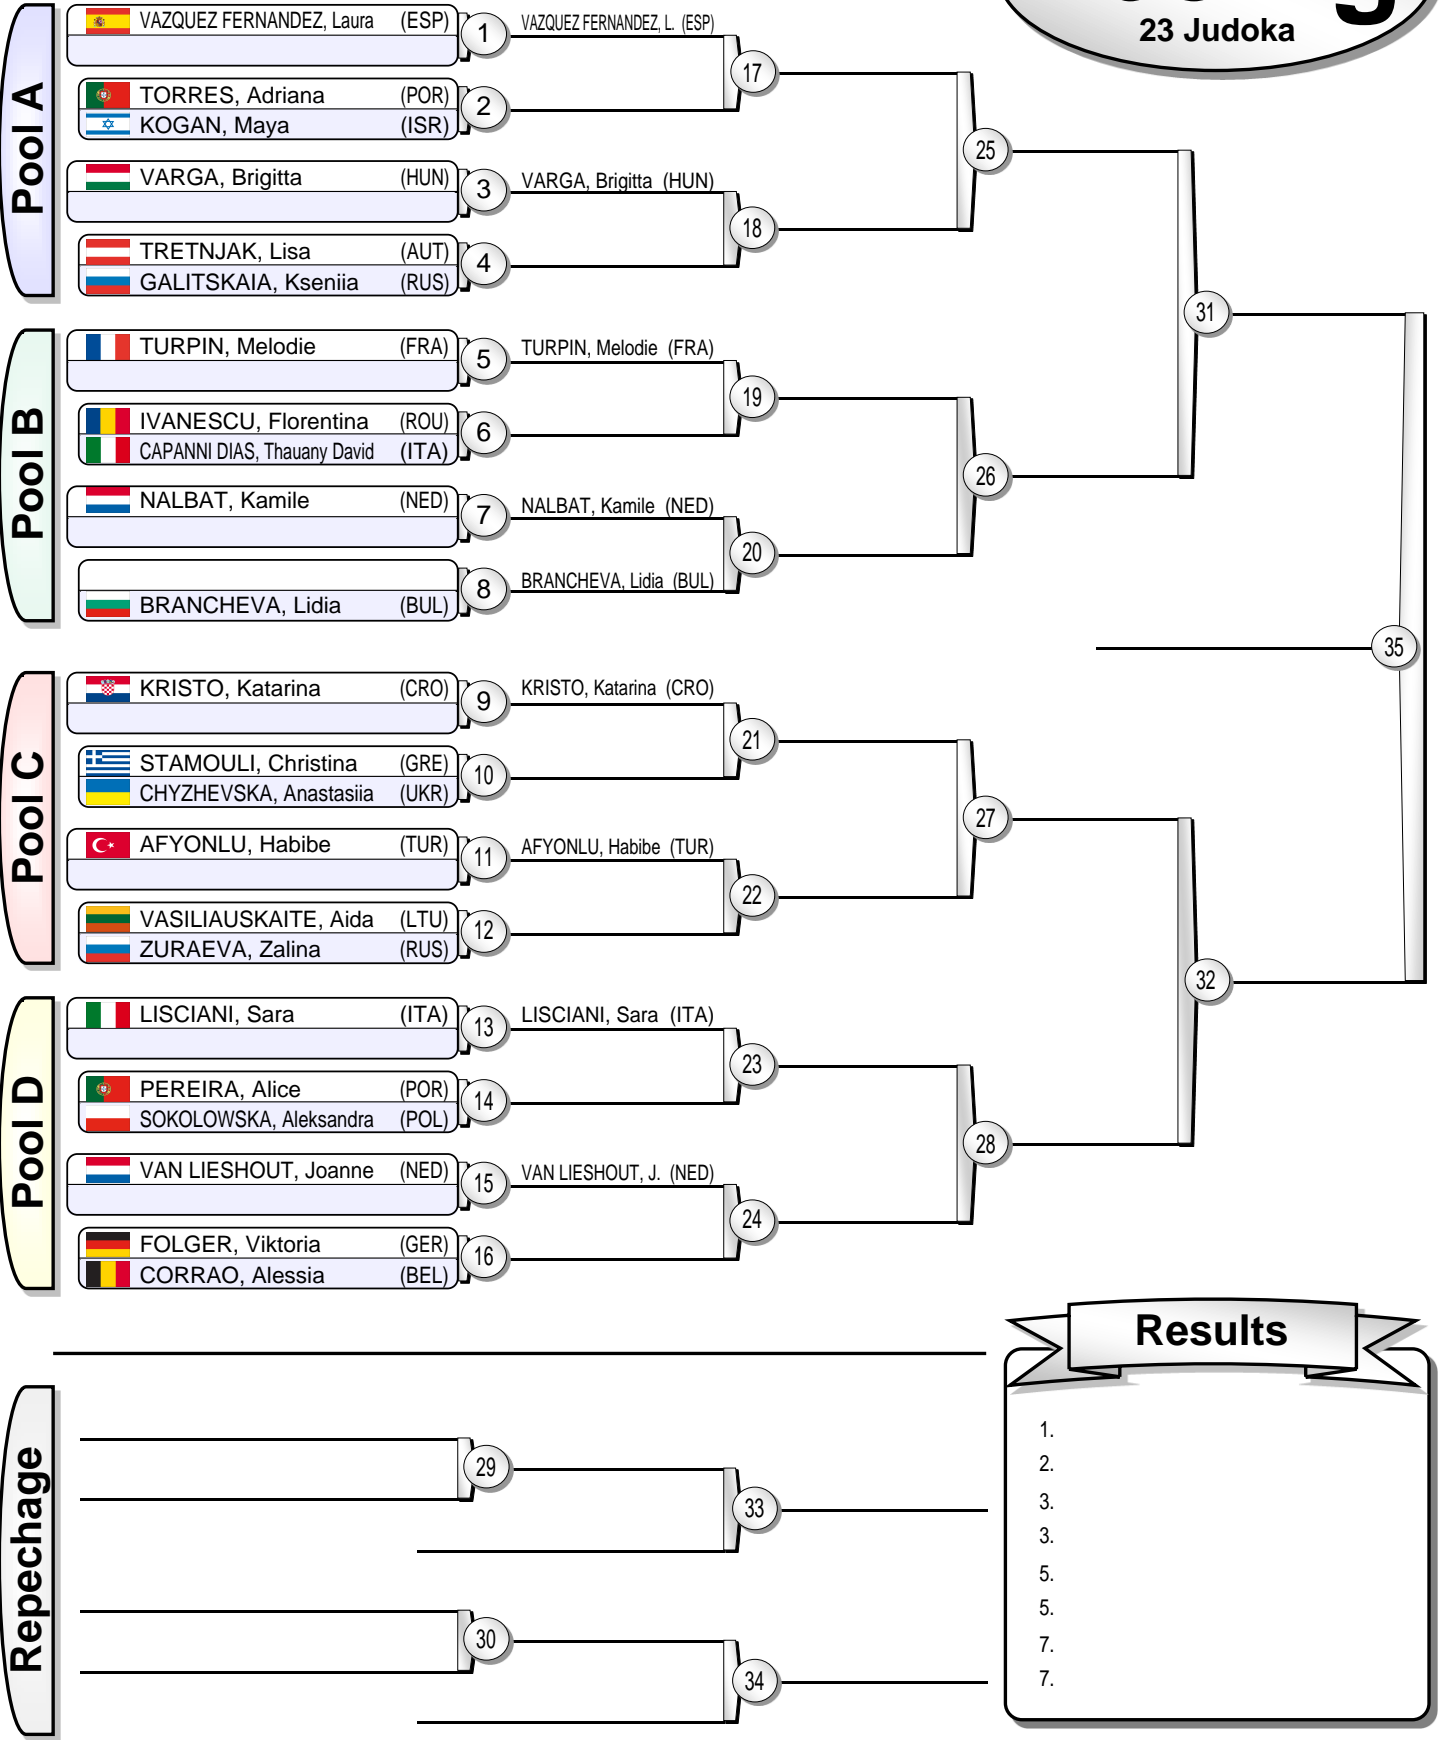 23 Judoka
Pool A
VAZQUEZ FERNANDEZ, Laura (ESP)
1
VAZQUEZ FERNANDEZ, L. (ESP)
17
TORRES, Adriana (POR)
KOGAN, Maya (ISR)
2
25
VARGA, Brigitta (HUN)
3
VARGA, Brigitta (HUN)
18
TRETNJAK, Lisa (AUT)
GALITSKAIA, Kseniia (RUS)
4
31
Pool B
TURPIN, Melodie (FRA)
5
TURPIN, Melodie (FRA)
19
IVANESCU, Florentina (ROU)
CAPANNI DIAS, Thauany David (ITA)
6
26
NALBAT, Kamile (NED)
7
NALBAT, Kamile (NED)
20
BRANCHEVA, Lidia (BUL)
8
BRANCHEVA, Lidia (BUL)
35
Pool C
KRISTO, Katarina (CRO)
9
KRISTO, Katarina (CRO)
21
STAMOULI, Christina (GRE)
CHYZHEVSKA, Anastasiia (UKR)
10
27
AFYONLU, Habibe (TUR)
11
AFYONLU, Habibe (TUR)
22
VASILIAUSKAITE, Aida (LTU)
ZURAEVA, Zalina (RUS)
12
32
Pool D
LISCIANI, Sara (ITA)
13
LISCIANI, Sara (ITA)
23
PEREIRA, Alice (POR)
SOKOLOWSKA, Aleksandra (POL)
14
28
VAN LIESHOUT, Joanne (NED)
15
VAN LIESHOUT, J. (NED)
24
FOLGER, Viktoria (GER)
CORRAO, Alessia (BEL)
16
Repechage
29
33
30
34
Results
1.
2.
3.
3.
5.
5.
7.
7.